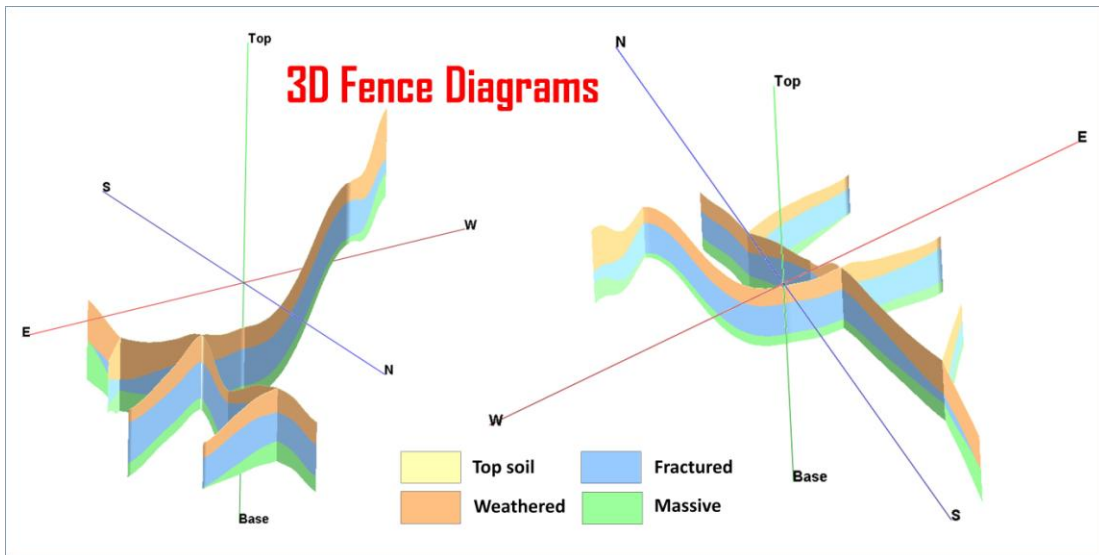 3D Fence Diagrams
Top
S
W
E
N
Base
N
Top
E
W
Base
S
Top soil
Fractured
Weathered
Massive